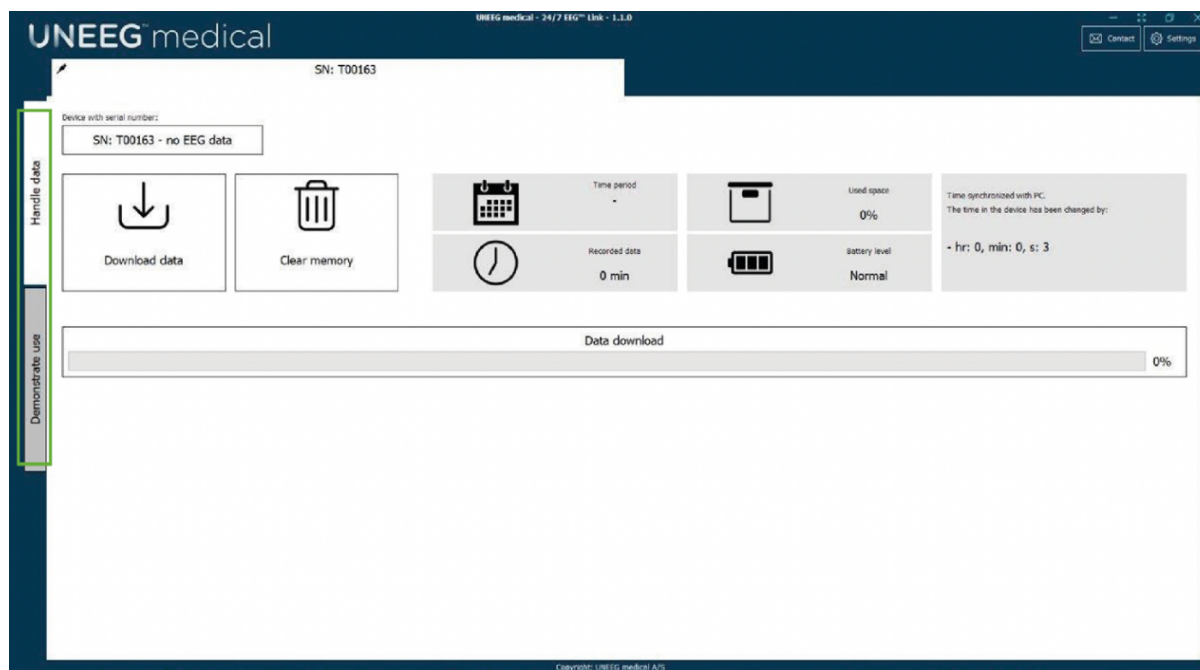 UNEEG medical - 24/7 EEG™ Link - 1.1.0
UNEEG™ medical
Contact
Settings
SN: T00163
Handle data
Demonstrate use
Device with serial number:
SN: T00163 - no EEG data
Download data
Clear memory
Time period
-
Recorded data
0 min
Used space
0%
Battery level
Normal
Time synchronized with PC.
The time in the device has been changed by:
- hr: 0, min: 0, s: 3
Data download
0%
Copyright: UNEEG medical A/S